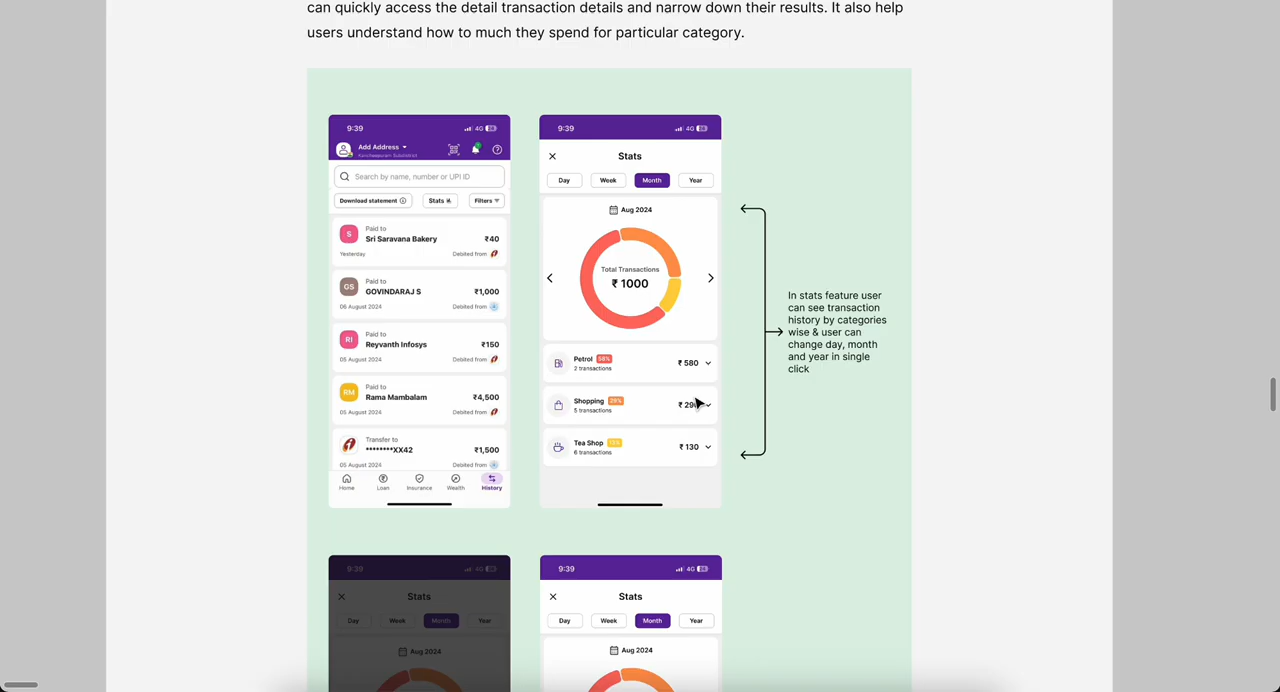 can quickly access the detail transaction details and narrow down their results. It also help
users understand how to much they spend for particular category.
9:39
4G
Add Address
Kancheepuram Subdistrict
Search by name, number or UPI ID
Download statement
Stats
Filters
S
Paid to
Sri Saravana Bakery
₹40
Yesterday
Debited from
GS
Paid to
GOVINDARAJ S
₹1,000
06 August 2024
Debited from
RI
Paid to
Reyvanth Infosys
₹150
05 August 2024
Debited from
RM
Paid to
Rama Mambalam
₹4,500
05 August 2024
Debited from
Transfer to
********XX42
₹1,500
05 August 2024
Debited from
Home
Loan
Insurance
Wealth
History
9:39
4G
Stats
Day
Week
Month
Year
Aug 2024
Total Transactions
₹ 1000
Petrol 58%
2 transactions
₹ 580
Shopping 29%
5 transactions
Tea Shop
6 transactions
₹ 130
In stats feature user
can see transaction
history by categories
wise & user can
change day, month
and year in single
click
9:39
4G
Stats
Day
Week
Month
Year
Aug 2024
9:39
4G
Stats
Day
Week
Month
Year
Aug 2024